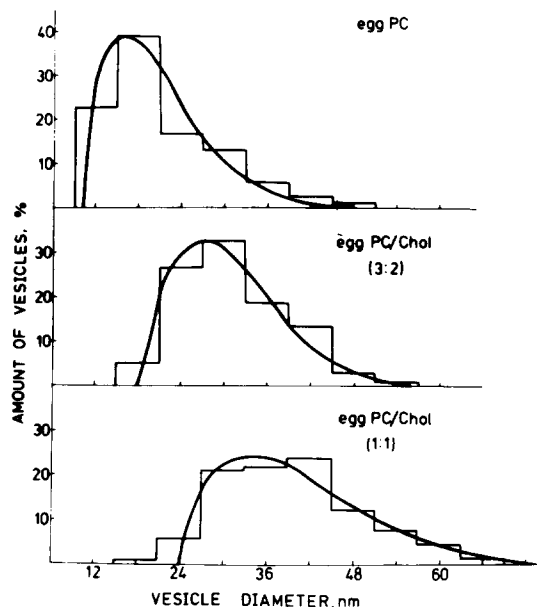 egg PC
40
30
20
10
egg PC/Chol
(3:2)
30
20
10
egg PC/Chol
(1:1)
30
20
10
12 24 36 48 60
AMOUNT OF VESICLES, %
VESICLE DIAMETER, nm